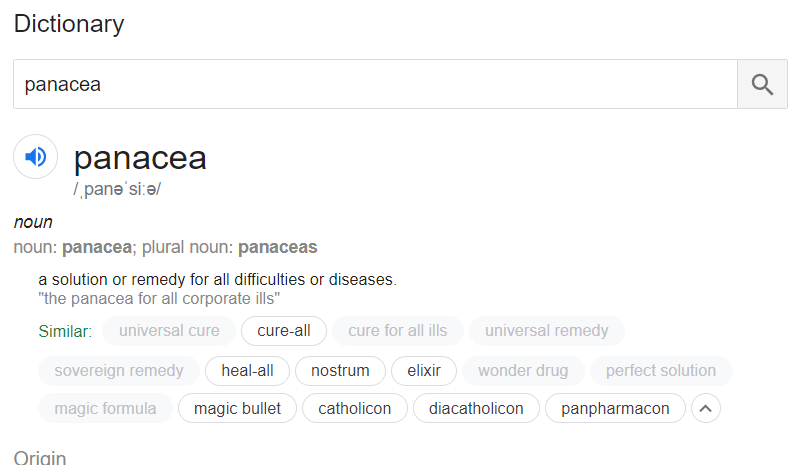 Dictionary
panacea
panacea
/ˌpanəˈsiːə/
noun
noun: panacea; plural noun: panaceas
a solution or remedy for all difficulties or diseases.
"the panacea for all corporate ills"
Similar: universal cure cure-all cure for all ills universal remedy
sovereign remedy heal-all nostrum elixir wonder drug perfect solution
magic formula magic bullet catholicon diacatholicon panpharmacon
Origin